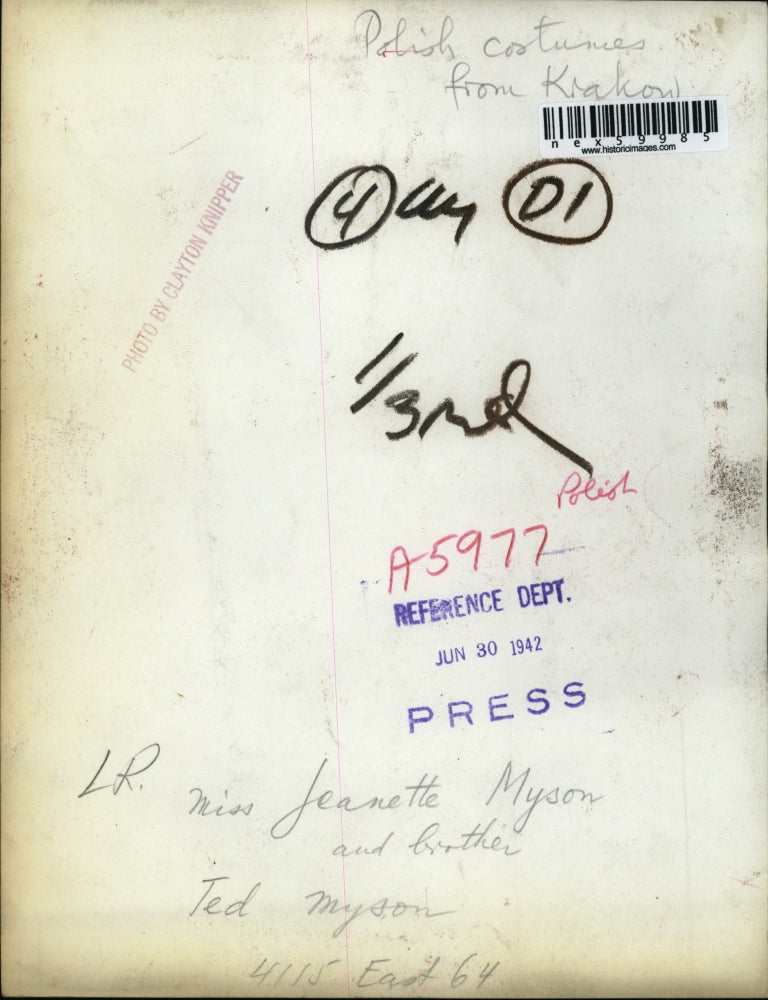 Polish costumes
from Krakow
nex59985
www.historicimages.com
4 D1
PHOTO BY CLAYTON KNIPPER
1/3
Polish
A5977
REFERENCE DEPT.
JUN 30 1942
PRESS
LR.
Miss Jeanette Myson
and brother
Ted Myson
4115 East 64